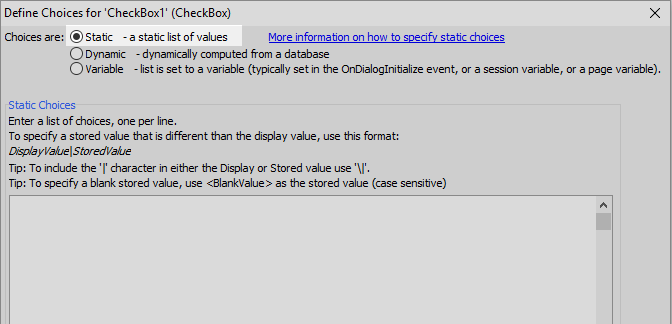 Define Choices for 'CheckBox1' (CheckBox)
Choices are: Static - a static list of values More information on how to specify static choices
Dynamic - dynamically computed from a database
Variable - list is set to a variable (typically set in the OnDialogInitialize event, or a session variable, or a page variable).
Static Choices
Enter a list of choices, one per line.
To specify a stored value that is different than the display value, use this format:
DisplayValue|StoredValue
Tip: To include the '|' character in either the Display or Stored value use '\|'.
Tip: To specify a blank stored value, use <BlankValue> as the stored value (case sensitive)